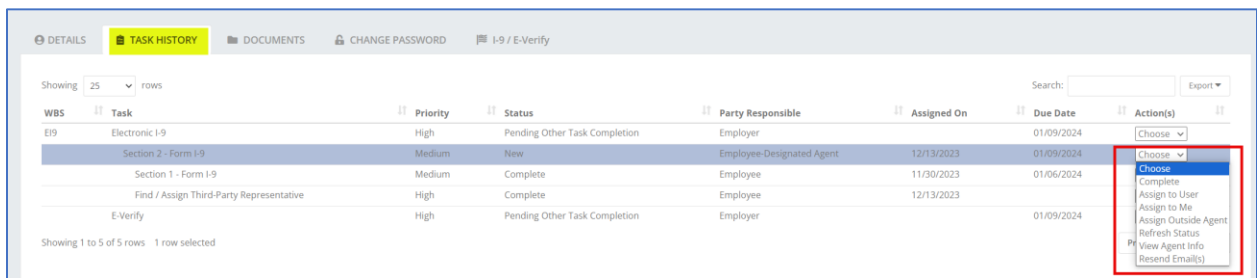 DETAILS TASK HISTORY DOCUMENTS CHANGE PASSWORD I-9 / E-Verify
Showing 25 rows Search: Export
WBS Task Priority Status Party Responsible Assigned On Due Date Action(s)
EI9 Electronic I-9 High Pending Other Task Completion Employer 01/09/2024 Choose
Section 2 - Form I-9 Medium New Employee-Designated Agent 12/13/2023 01/09/2024 Choose
Choose
Section 1 - Form I-9 Medium Complete Employee 11/30/2023 01/06/2024
Complete
Assign to User
Find / Assign Third-Party Representative High Complete Employee 12/13/2023
Assign to Me
E-Verify High Pending Other Task Completion Employer 01/09/2024
Assign Outside Agent
Refresh Status
Showing 1 to 5 of 5 rows 1 row selected
View Agent Info
Resend Email(s)